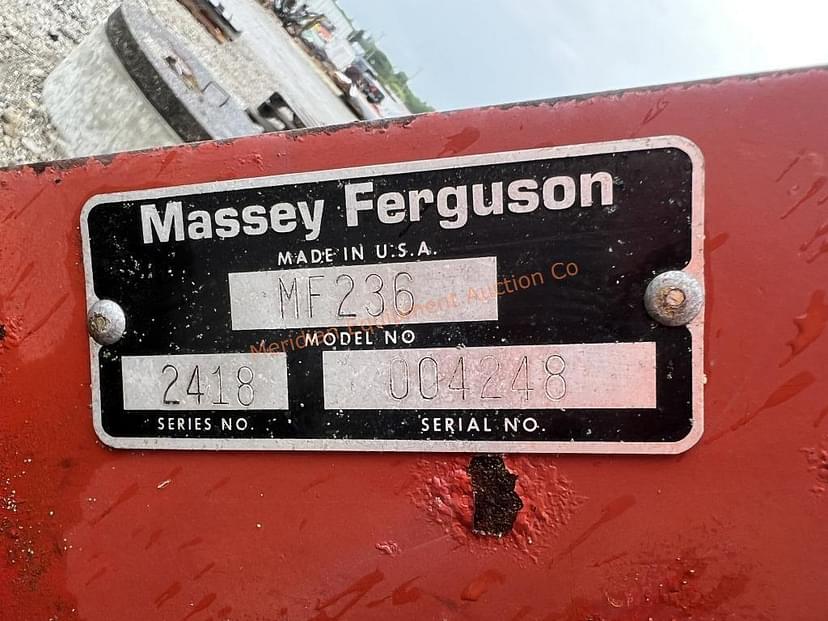 Massey Ferguson
MADE IN U.S.A.
MF236
Meridian Equipment Auction Co
MODEL NO
2418 004248
SERIES NO. SERIAL NO.